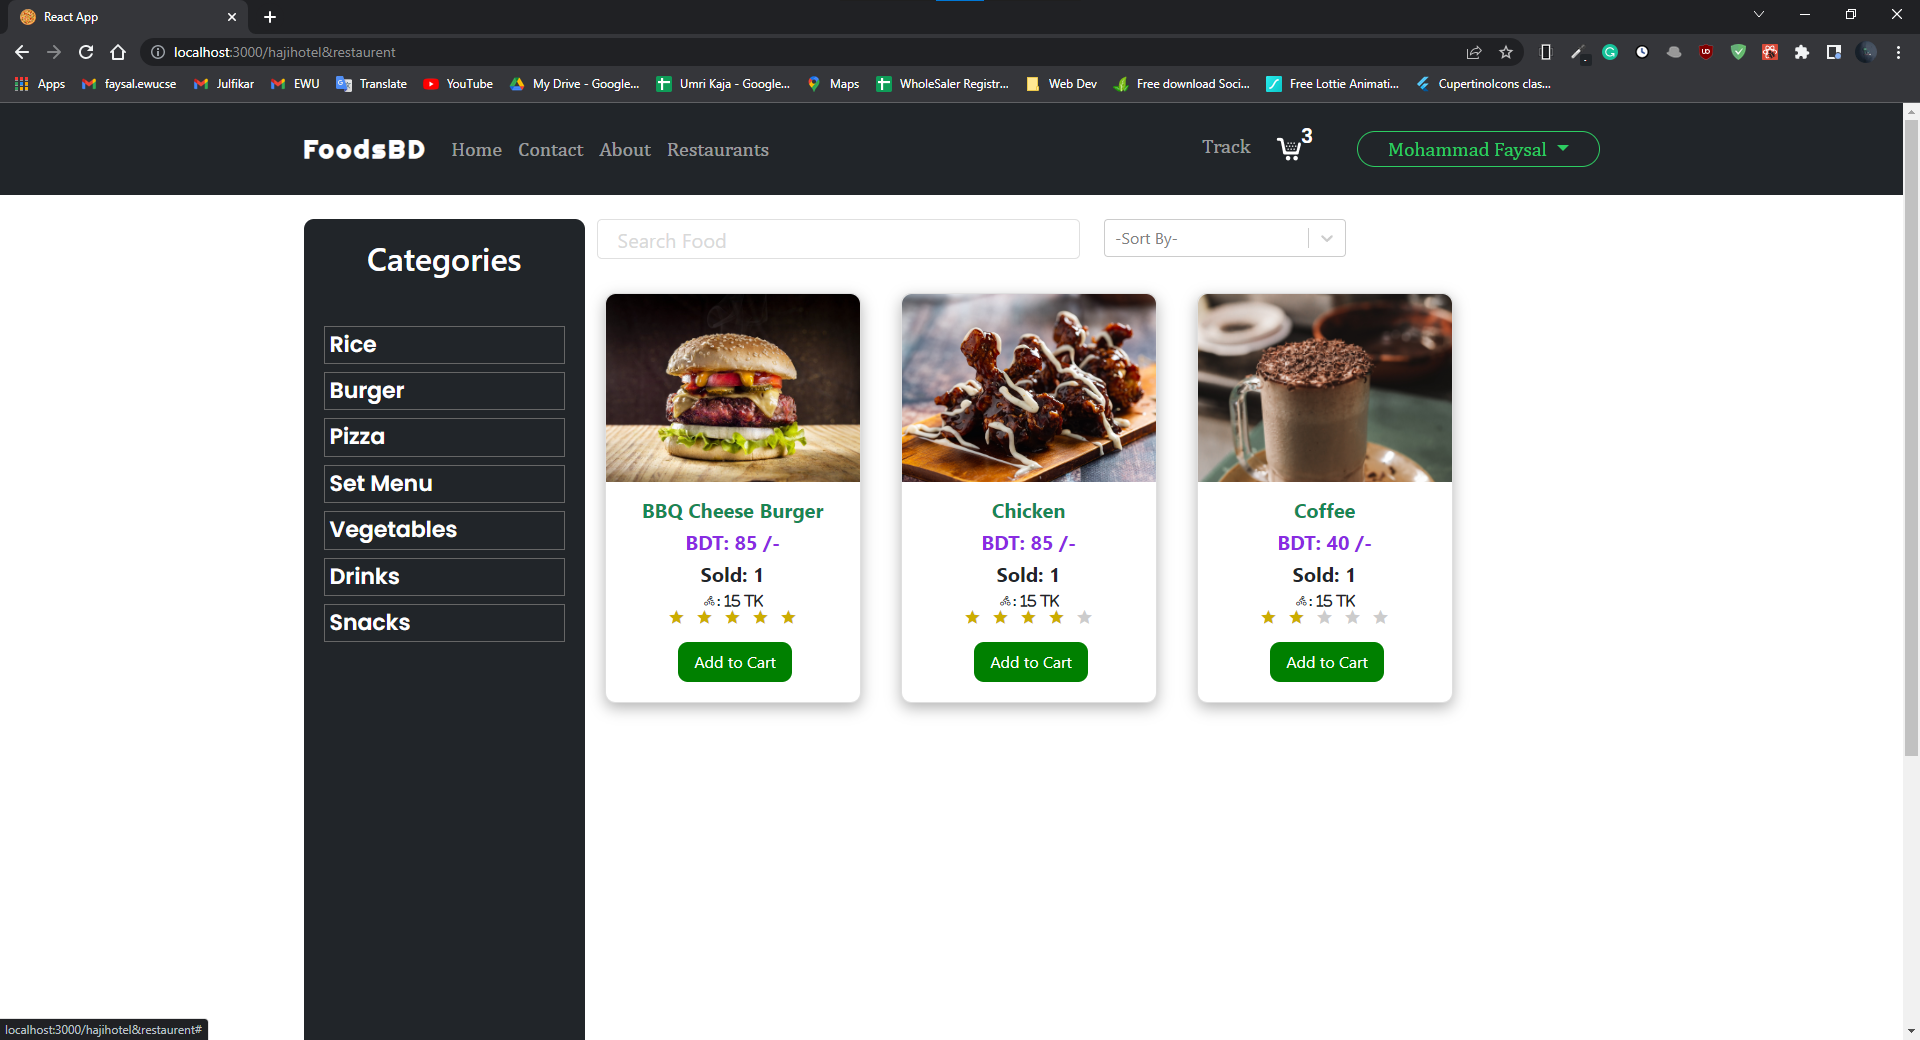 React App
localhost:3000/hajihotel&restaurent
Apps faysal.ewucse Julfikar EWU Translate YouTube My Drive - Google... Umri Kaja - Google... Maps WholeSaler Registr... Web Dev Free download Soci... Free Lottie Animati... CupertinoIcons clas...
FoodsBD Home Contact About Restaurants Track 3 Mohammad Faysal
Categories
Rice
Burger
Pizza
Set Menu
Vegetables
Drinks
Snacks
Search Food -Sort By-
BBQ Cheese Burger
BDT: 85 /-
Sold: 1
: 15 TK
Add to Cart
Chicken
BDT: 85 /-
Sold: 1
: 15 TK
Add to Cart
Coffee
BDT: 40 /-
Sold: 1
: 15 TK
Add to Cart
localhost:3000/hajihotel&restaurent#